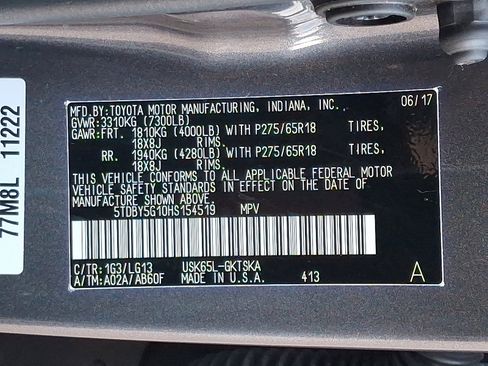 77M8L 11222
MFD.BY:TOYOTA MOTOR MANUFACTURING, INDIANA, INC. 06/17
GVWR:3310KG (7300LB)
GAWR:FRT. 1810KG (4000LB) WITH P275/65R18 TIRES,
18X8J RIMS.
RR. 1940KG (4280LB) WITH P275/65R18 TIRES,
18X8J RIMS.
THIS VEHICLE CONFORMS TO ALL APPLICABLE FEDERAL MOTOR
VEHICLE SAFETY STANDARDS IN EFFECT ON THE DATE OF
MANUFACTURE SHOWN ABOVE.
5TDBY5G10HS154519 MPV
C/TR:1G3/LG13 USK65L-GKTSKA
A/TM:A02A/AB60F MADE IN U.S.A. 413 A